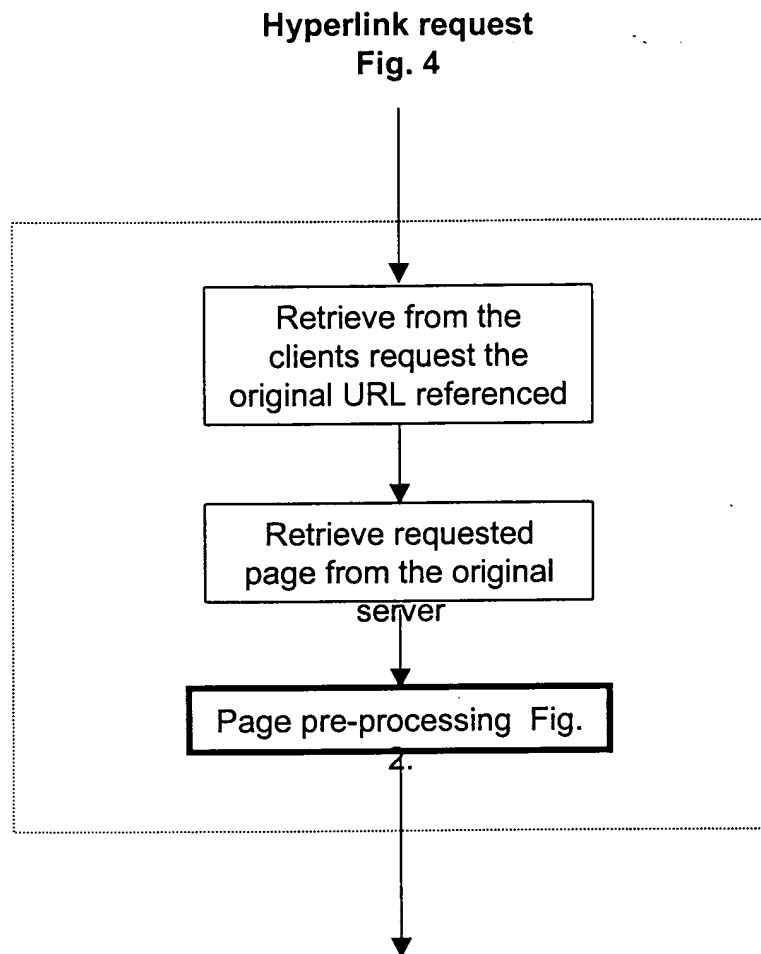 Hyperlink request
Fig. 4
Retrieve from the
clients request the
original URL referenced
Retrieve requested
page from the original
server
Page pre-processing Fig.
2.